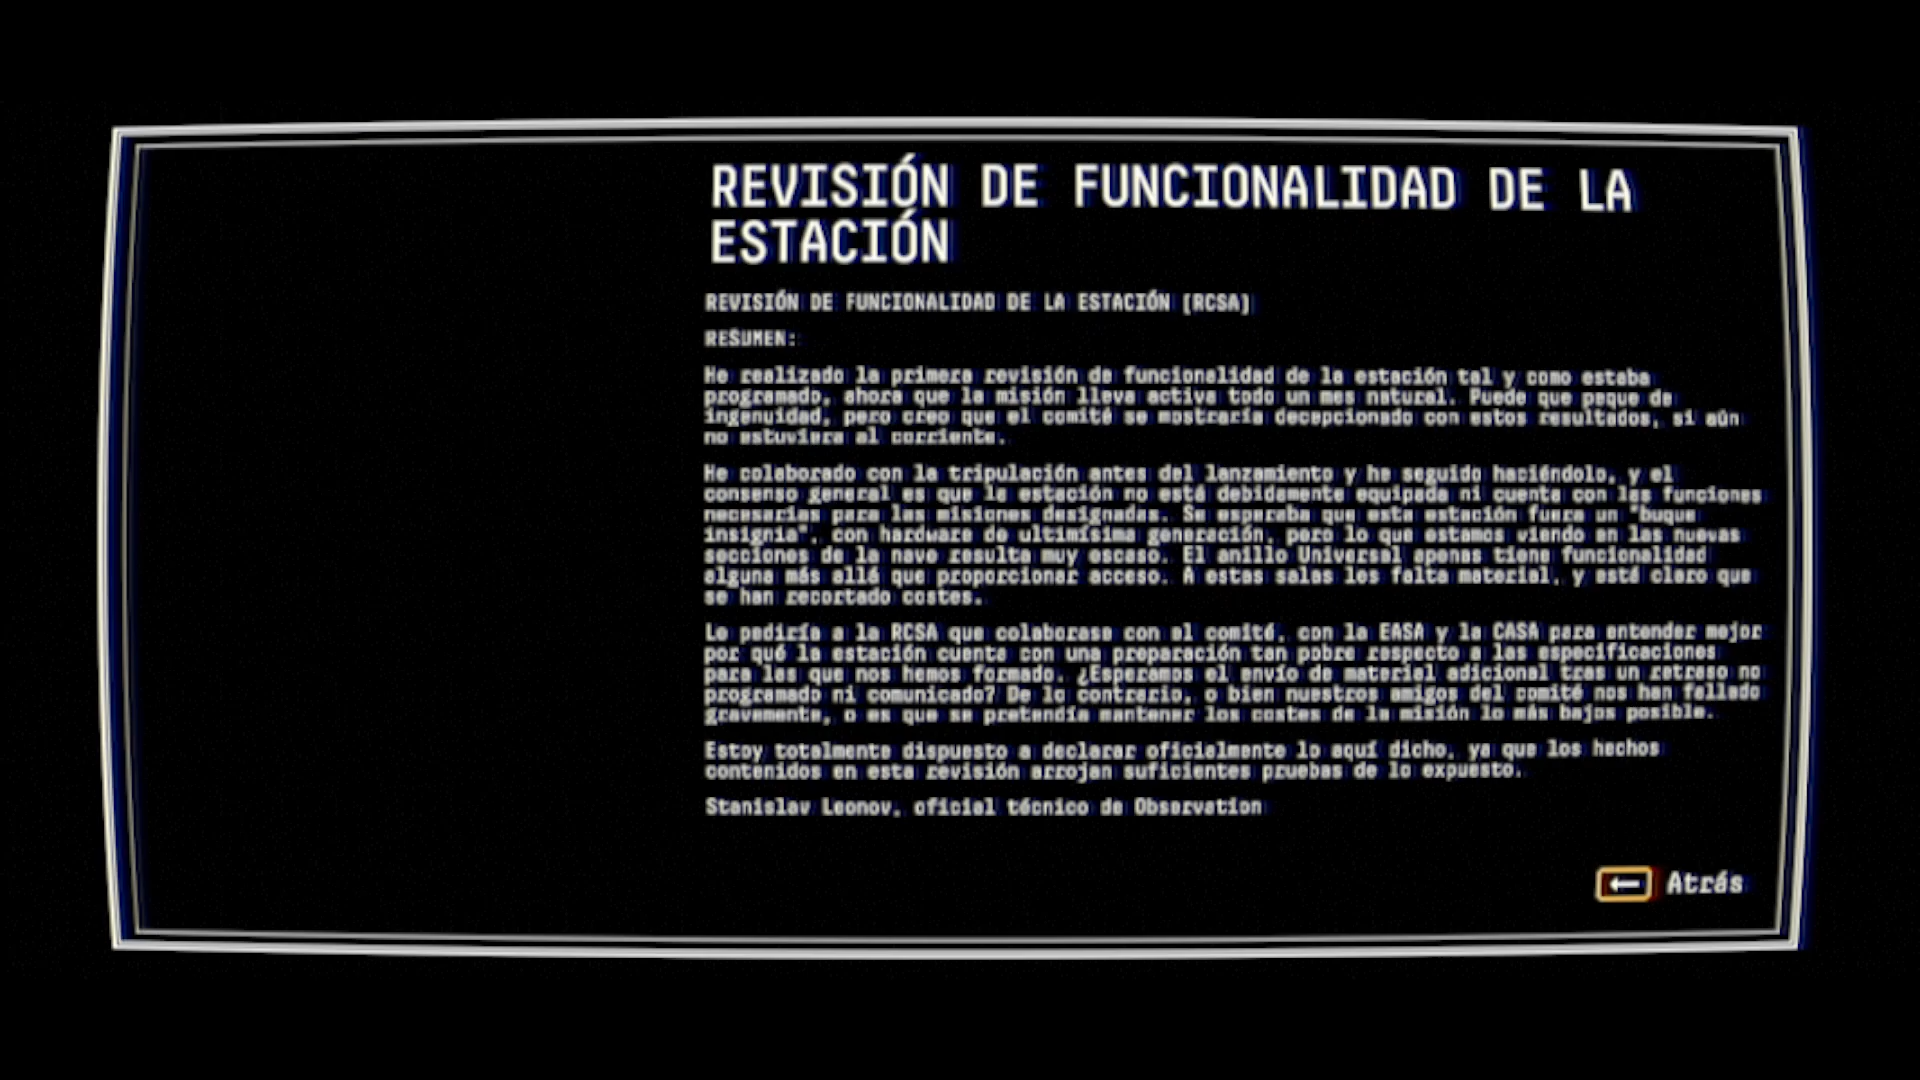 REVISIÓN DE FUNCIONALIDAD DE LA
ESTACIÓN
REVISIÓN DE FUNCIONALIDAD DE LA ESTACIÓN [RCSA]
RESUMEN:
He realizado la primera revisión de funcionalidad de la estación tal y como estaba
programado, ahora que la misión lleva activa todo un mes natural. Puede que peque de
ingenuidad, pero creo que el comité se mostraría decepcionado con estos resultados, si aún
no estuviera al corriente.
He colaborado con la tripulación antes del lanzamiento y he seguido haciéndolo, y el
consenso general es que la estación no está debidamente equipada ni cuenta con las funciones
necesarias para las misiones designadas. Se esperaba que esta estación fuera un "buque
insignia", con hardware de ultimísima generación, pero lo que estamos viendo en las nuevas
secciones de la nave resulta muy escaso. El anillo Universal apenas tiene funcionalidad
alguna más allá que proporcionar acceso. A estas salas les falta material, y está claro que
se han recortado costes.
Le pediría a la RCSA que colaborase con el comité, con la EASA y la CASA para entender mejor
por qué la estación cuenta con una preparación tan pobre respecto a las especificaciones
para las que nos hemos formado. ¿Esperamos el envío de material adicional tras un retraso no
programado ni comunicado? De lo contrario, o bien nuestros amigos del comité nos han fallado
gravemente, o es que se pretendía mantener los costes de la misión lo más bajos posible.
Estoy totalmente dispuesto a declarar oficialmente lo aquí dicho, ya que los hechos
contenidos en esta revisión arrojan suficientes pruebas de lo expuesto.
Stanislav Leonov, oficial técnico de Observation
Atrás